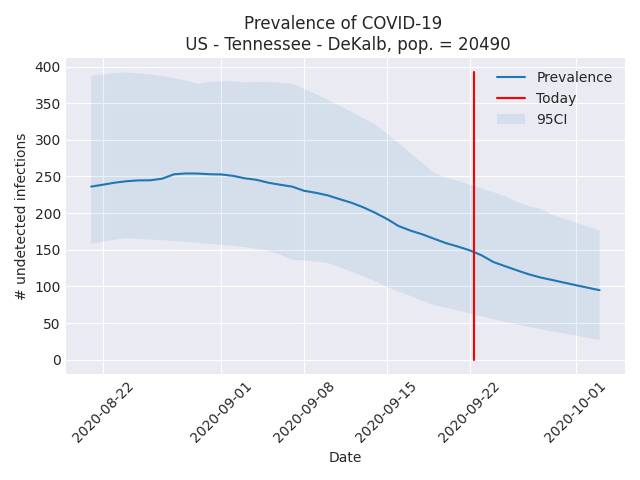 Prevalence of COVID-19
US - Tennessee - DeKalb, pop. = 20490
400
350
300
250
200
150
100
50
0
# undetected infections
Prevalence
Today
95CI
2020-08-22
2020-09-01
2020-09-08
2020-09-15
2020-09-22
2020-10-01
Date